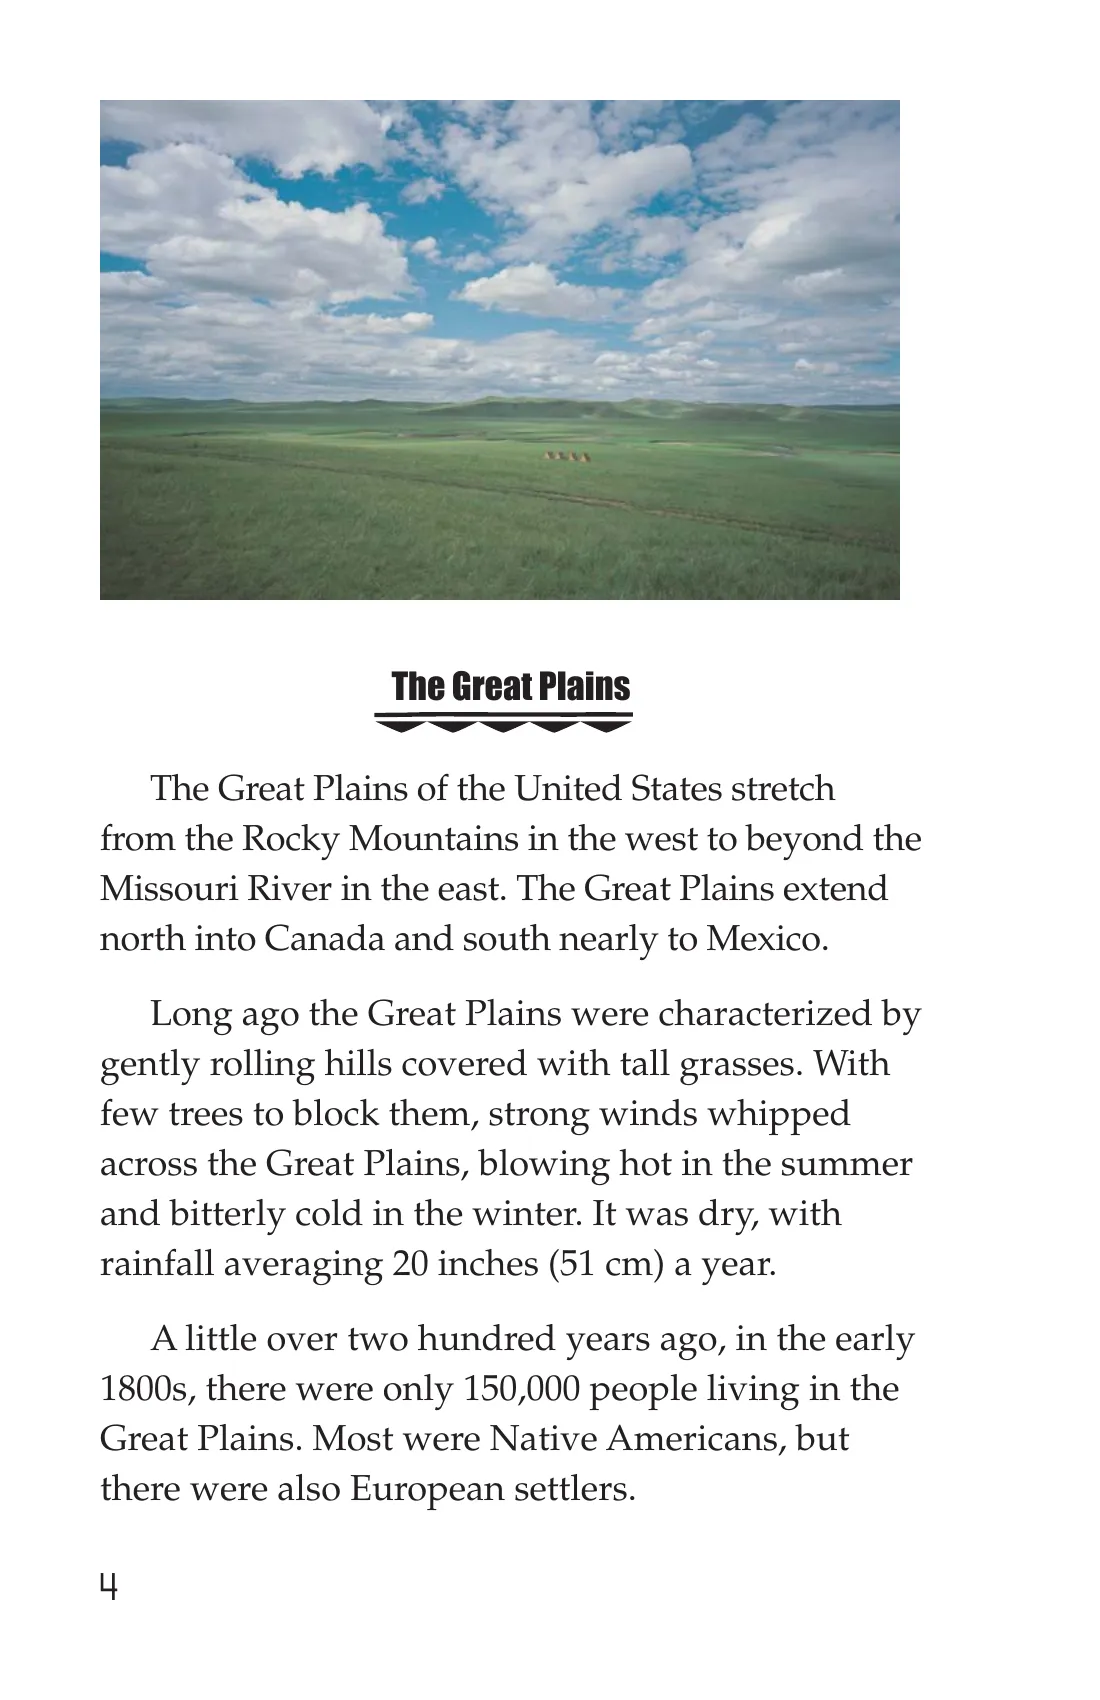 The Great Plains
The Great Plains of the United States stretch
from the Rocky Mountains in the west to beyond the
Missouri River in the east. The Great Plains extend
north into Canada and south nearly to Mexico.
Long ago the Great Plains were characterized by
gently rolling hills covered with tall grasses. With
few trees to block them, strong winds whipped
across the Great Plains, blowing hot in the summer
and bitterly cold in the winter. It was dry, with
rainfall averaging 20 inches (51 cm) a year.
A little over two hundred years ago, in the early
1800s, there were only 150,000 people living in the
Great Plains. Most were Native Americans, but
there were also European settlers.
4